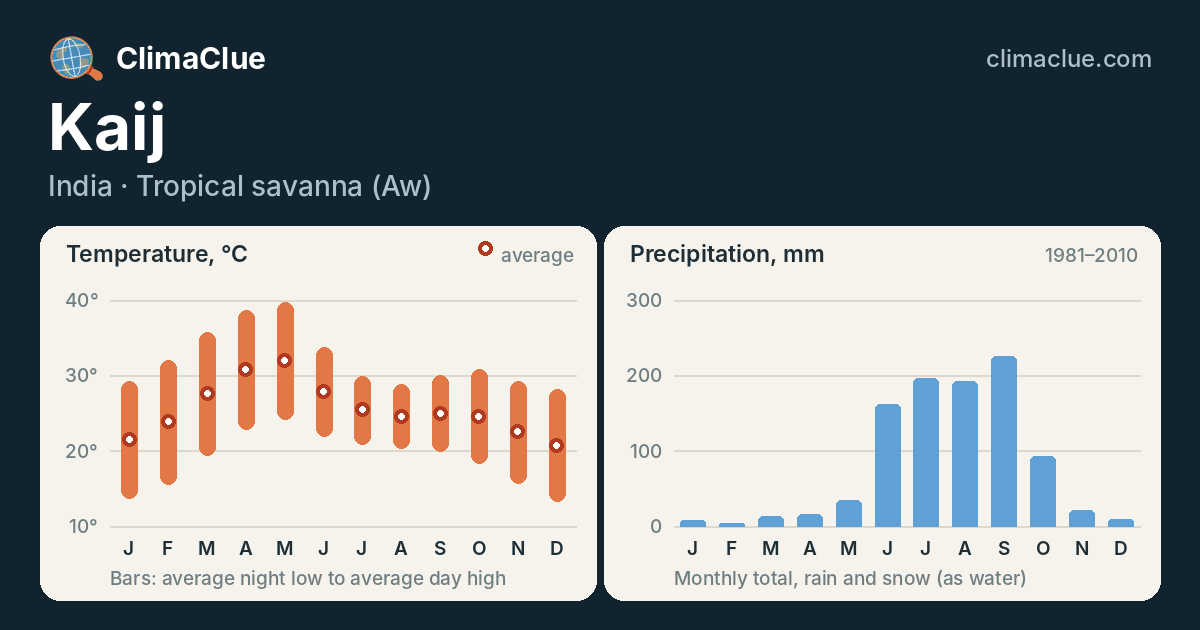 ClimaClue
climaclue.com
Kaij
India · Tropical savanna (Aw)
Temperature, °C
average
40°
30°
20°
10°
J F M A M J J A S O N D
Bars: average night low to average day high
Precipitation, mm
1981–2010
300
200
100
0
J F M A M J J A S O N D
Monthly total, rain and snow (as water)